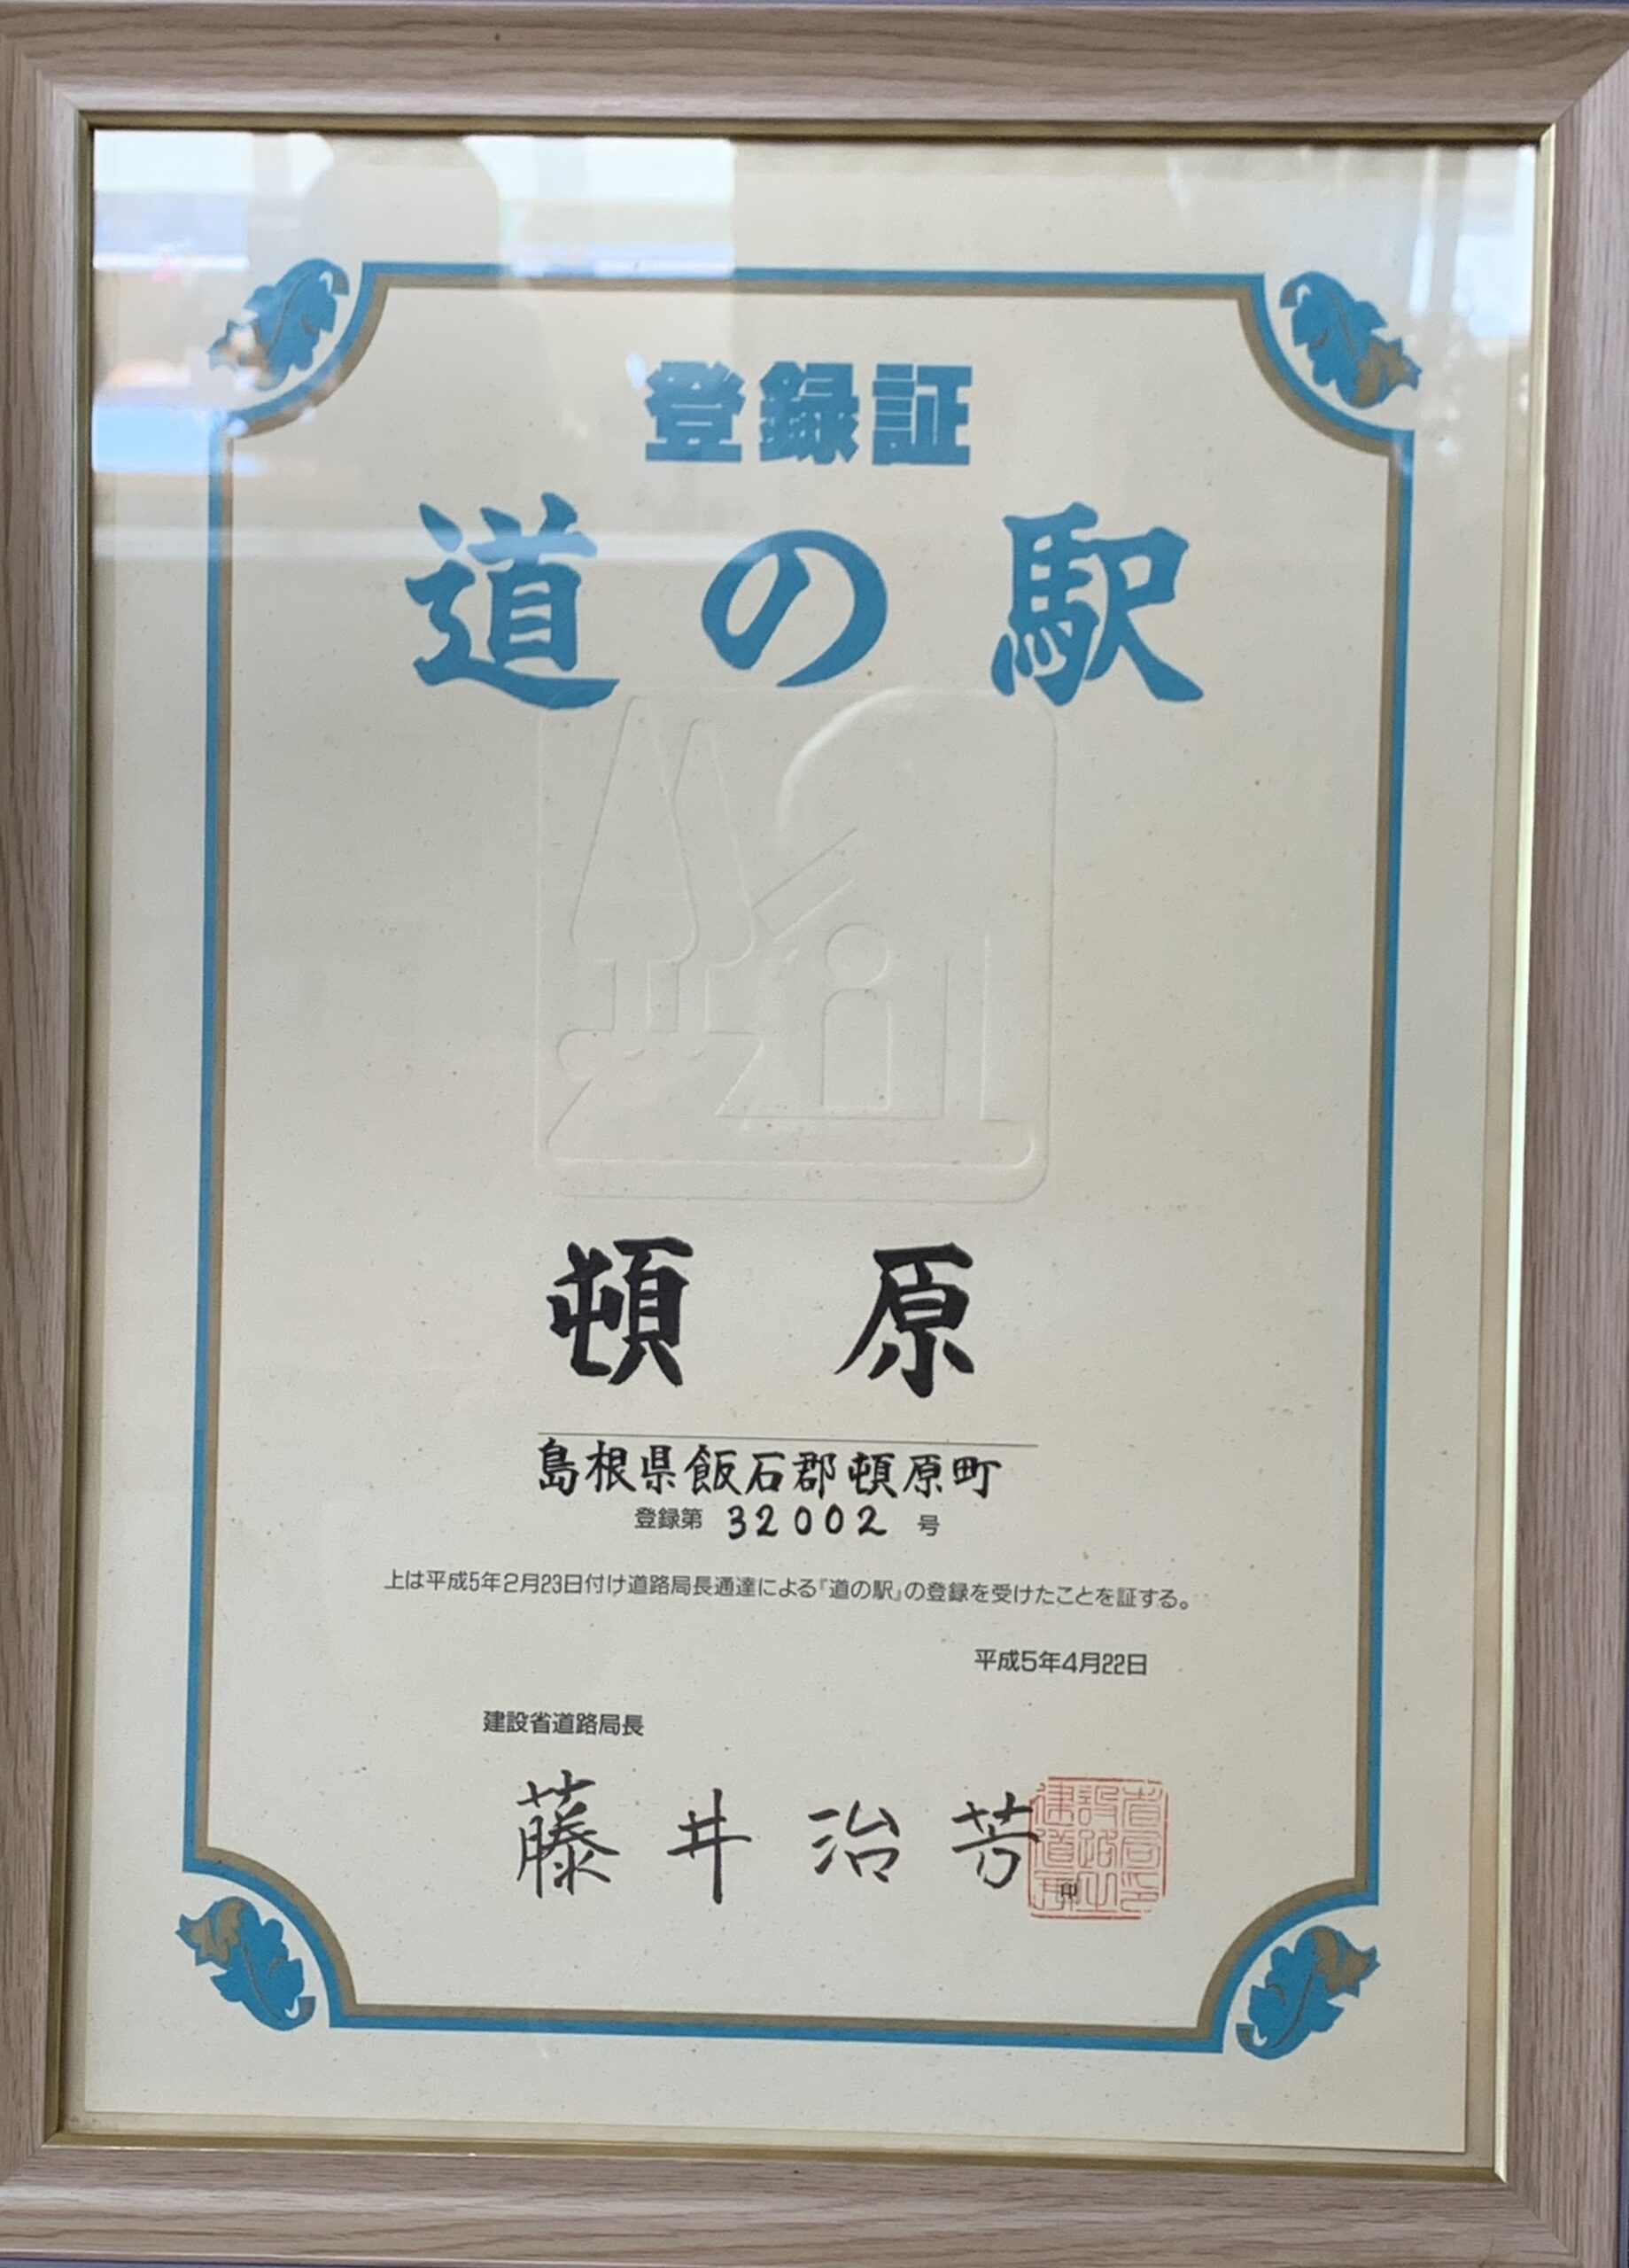 登録証
道の駅
頓原
島根県飯石郡頓原町
登録第 32002 号
上は平成5年2月23日付け道路局長通達による『道の駅』の登録を受けたことを証する。
平成5年4月22日
建設省道路局長
藤井治芳
印